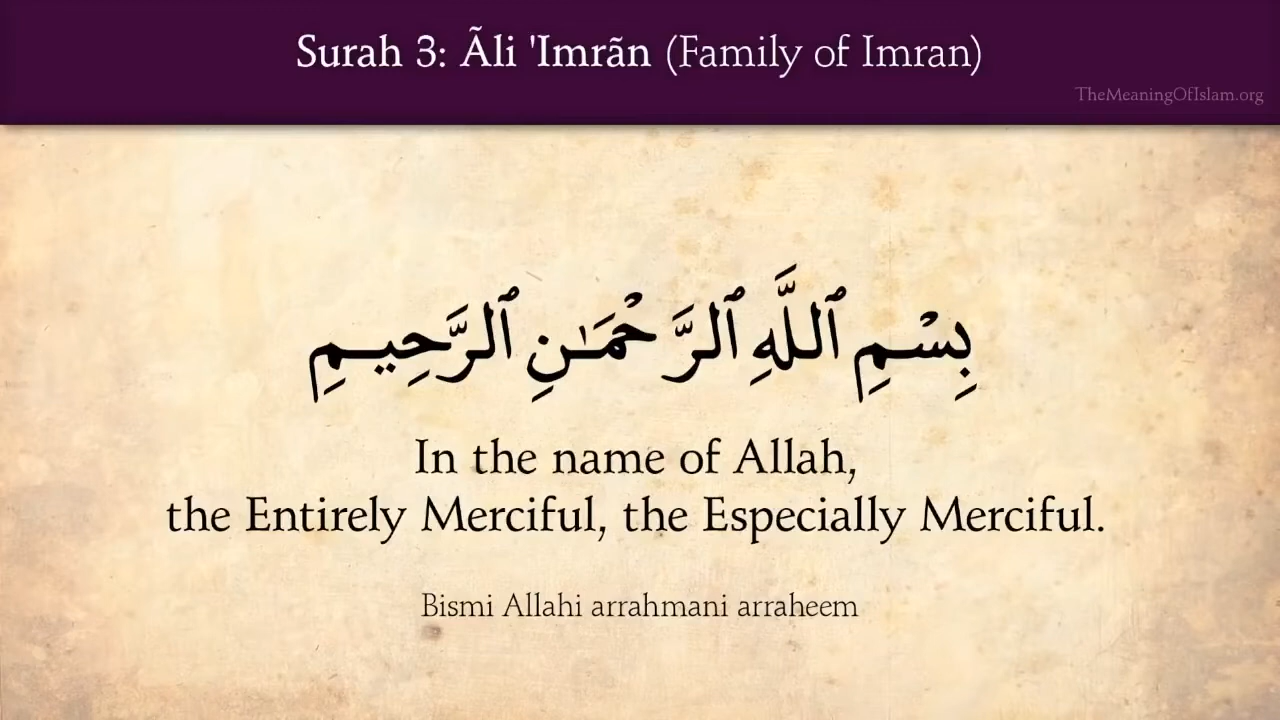 Surah 3: Ãli 'Imrãn (Family of Imran)
TheMeaningOfIslam.org
بِسْمِ ٱللَّهِ ٱلرَّحْمَـٰنِ ٱلرَّحِيمِ
In the name of Allah,
the Entirely Merciful, the Especially Merciful.
Bismi Allahi arrahmani arraheem